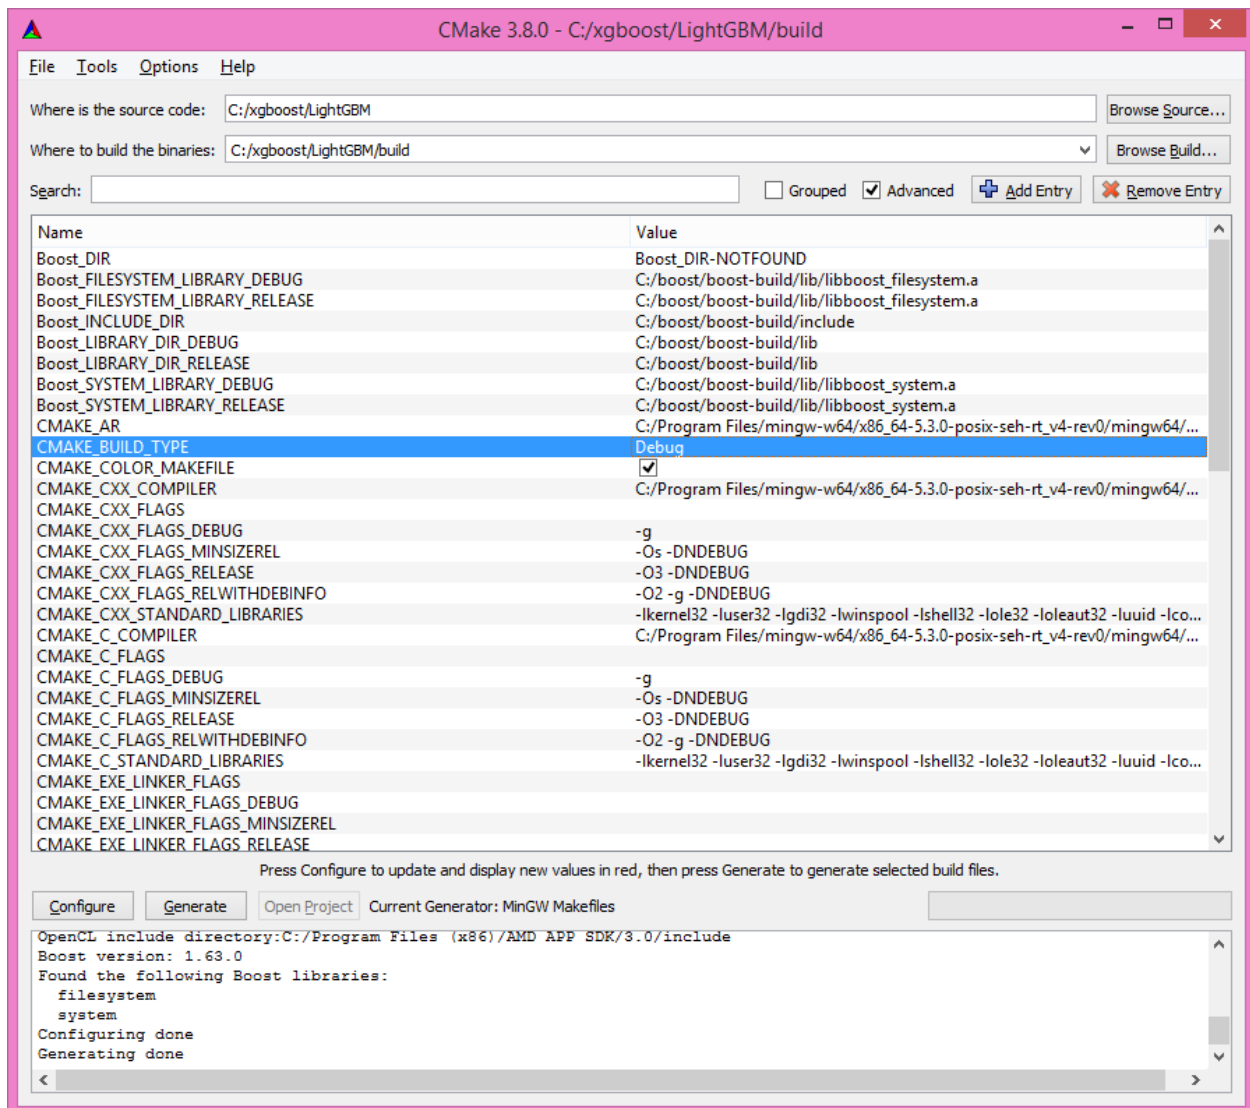 CMake 3.8.0 - C:/xgboost/LightGBM/build
File Tools Options Help
Where is the source code: C:/xgboost/LightGBM Browse Source...
Where to build the binaries: C:/xgboost/LightGBM/build Browse Build...
Search: Grouped Advanced Add Entry Remove Entry
Name Value
Boost_DIR Boost_DIR-NOTFOUND
Boost_FILESYSTEM_LIBRARY_DEBUG C:/boost/boost-build/lib/libboost_filesystem.a
Boost_FILESYSTEM_LIBRARY_RELEASE C:/boost/boost-build/lib/libboost_filesystem.a
Boost_INCLUDE_DIR C:/boost/boost-build/include
Boost_LIBRARY_DIR_DEBUG C:/boost/boost-build/lib
Boost_LIBRARY_DIR_RELEASE C:/boost/boost-build/lib
Boost_SYSTEM_LIBRARY_DEBUG C:/boost/boost-build/lib/libboost_system.a
Boost_SYSTEM_LIBRARY_RELEASE C:/boost/boost-build/lib/libboost_system.a
CMAKE_AR C:/Program Files/mingw-w64/x86_64-5.3.0-posix-seh-rt_v4-rev0/mingw64/...
CMAKE_BUILD_TYPE Debug
CMAKE_COLOR_MAKEFILE
CMAKE_CXX_COMPILER C:/Program Files/mingw-w64/x86_64-5.3.0-posix-seh-rt_v4-rev0/mingw64/...
CMAKE_CXX_FLAGS
CMAKE_CXX_FLAGS_DEBUG -g
CMAKE_CXX_FLAGS_MINSIZEREL -Os -DNDEBUG
CMAKE_CXX_FLAGS_RELEASE -O3 -DNDEBUG
CMAKE_CXX_FLAGS_RELWITHDEBINFO -O2 -g -DNDEBUG
CMAKE_CXX_STANDARD_LIBRARIES -lkernel32 -luser32 -lgdi32 -lwinspool -lshell32 -lole32 -loleaut32 -luuid -lco...
CMAKE_C_COMPILER C:/Program Files/mingw-w64/x86_64-5.3.0-posix-seh-rt_v4-rev0/mingw64/...
CMAKE_C_FLAGS
CMAKE_C_FLAGS_DEBUG -g
CMAKE_C_FLAGS_MINSIZEREL -Os -DNDEBUG
CMAKE_C_FLAGS_RELEASE -O3 -DNDEBUG
CMAKE_C_FLAGS_RELWITHDEBINFO -O2 -g -DNDEBUG
CMAKE_C_STANDARD_LIBRARIES -lkernel32 -luser32 -lgdi32 -lwinspool -lshell32 -lole32 -loleaut32 -luuid -lco...
CMAKE_EXE_LINKER_FLAGS
CMAKE_EXE_LINKER_FLAGS_DEBUG
CMAKE_EXE_LINKER_FLAGS_MINSIZEREL
CMAKE_EXE_LINKER_FLAGS_RELEASE
Press Configure to update and display new values in red, then press Generate to generate selected build files.
Configure Generate Open Project Current Generator: MinGW Makefiles
OpenCL include directory:C:/Program Files (x86)/AMD APP SDK/3.0/include
Boost version: 1.63.0
Found the following Boost libraries:
filesystem
system
Configuring done
Generating done